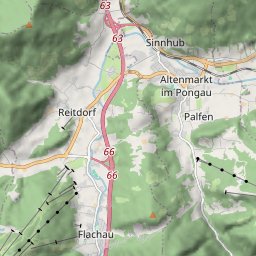 63
63
Sinnhub
Altenmarkt
im Pongau
Reitdorf
Palfen
66
66
Flachau